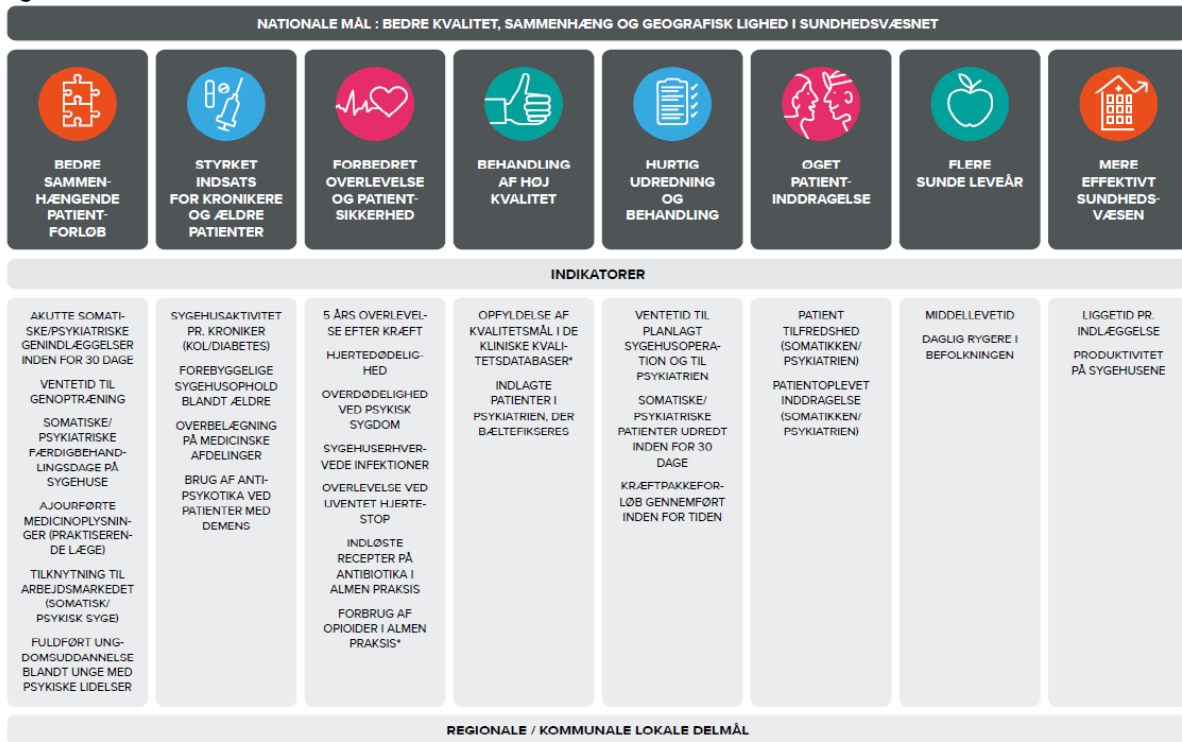 NATIONALE MÅL : BEDRE KVALITET, SAMMENHÆNG OG GEOGRAFISK LIGHED I SUNDHEDSVÆSNET
BEDRE
SAMMEN-
HÆNGENDE
PATIENT-
FORLØB
STYRKET
INDSATS
FOR KRONIKERE
OG ÆLDRE
PATIENTER
FORBEDRET
OVERLEVELSE
OG PATIENT-
SIKKERHED
BEHANDLING
AF HØJ
KVALITET
HURTIG
UDREDNING
OG
BEHANDLING
ØGET
PATIENT-
INDDRAGELSE
FLERE
SUNDE LEVEÅR
MERE
EFFEKTIVT
SUNDHEDS-
VÆSEN
INDIKATORER
AKUTTE SOMATI-
SKE/PSYKIATRISKE
GENINDLÆGGELSER
INDEN FOR 30 DAGE
VENTETID TIL
GENOPTRÆNING
SOMATISKE/
PSYKIATRISKE
FÆRDIGBEHAND-
LINGSDAGE PÅ
SYGEHUSE
AJOURFØRTE
MEDICINOPLYSNIN-
GER (PRAKTISEREN-
DE LÆGE)
TILKNYTNING TIL
ARBEJDSMARKEDET
(SOMATISK/
PSYKISK SYGE)
FULDFØRT UNG-
DOMSUDDANNELSE
BLANDT UNGE MED
PSYKISKE LIDELSER
SYGEHUSAKTIVITET
PR. KRONIKER
(KOL/DIABETES)
FOREBYGGELIGE
SYGEHUSOPHOLD
BLANDT ÆLDRE
OVERBELÆGNING
PÅ MEDICINSKE
AFDELINGER
BRUG AF ANTI-
PSYKOTIKA VED
PATIENTER MED
DEMENS
5 ÅRS OVERLEVEL-
SE EFTER KRÆFT
HJERTEDØDELIG-
HED
OVERDØDELIGHED
VED PSYKISK
SYGDOM
SYGEHUSERHVER-
VEDE INFEKTIONER
OVERLEVELSE VED
UVENTET HJERTE-
STOP
INDLØSTE
RECEPTER PÅ
ANTIBIOTIKA I
ALMEN PRAKSIS
FORBRUG AF
OPIOIDER I ALMEN
PRAKSIS*
OPFYLDELSE AF
KVALITETSMÅL I DE
KLINISKE KVALI-
TETSDATABASER*
INDLAGTE
PATIENTER I
PSYKIATRIEN, DER
BÆLTEFIKSERES
VENTETID TIL
PLANLAGT
SYGEHUSOPERA-
TION OG TIL
PSYKIATRIEN
SOMATISKE/
PSYKIATRISKE
PATIENTER UDREDT
INDEN FOR 30
DAGE
KRÆFTPAKKEFOR-
LØB GENNEMFØRT
INDEN FOR TIDEN
PATIENT
TILFREDSHED
(SOMATIKKEN/
PSYKIATRIEN)
PATIENTOPLEVET
INDDRAGELSE
(SOMATIKKEN/
PSYKIATRIEN)
MIDDELLEVETID
DAGLIG RYGERE I
BEFOLKNINGEN
LIGGETID PR.
INDLÆGGELSE
PRODUKTIVITET
PÅ SYGEHUSENE
REGIONALE / KOMMUNALE LOKALE DELMÅL